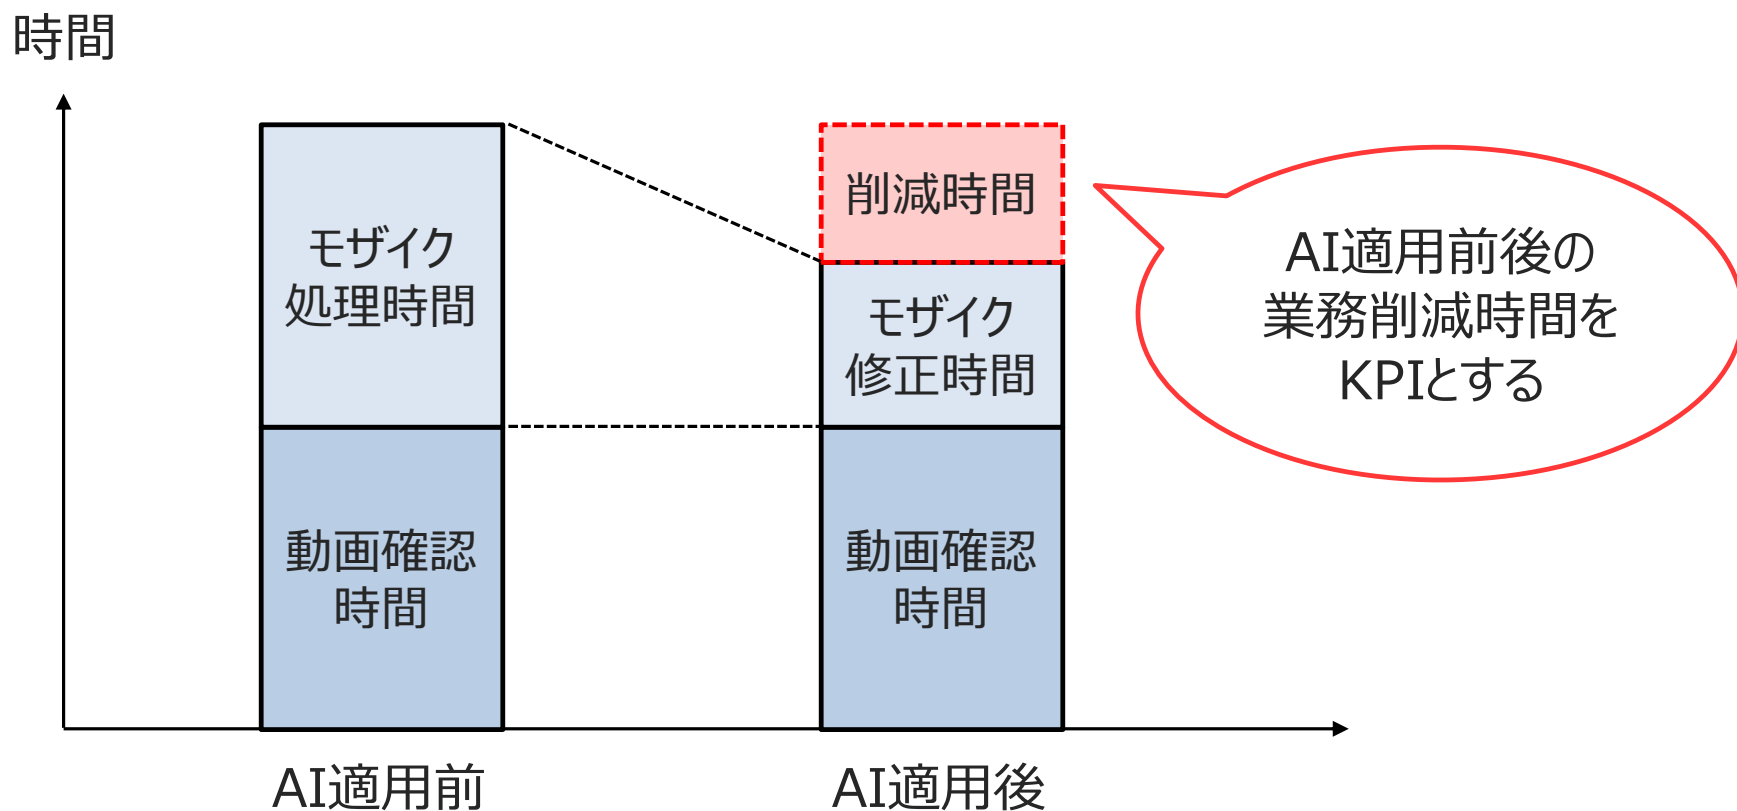 時間
モザイク
処理時間
動画確認
時間
削減時間
モザイク
修正時間
動画確認
時間
AI適用前後の
業務削減時間を
KPIとする
AI適用前
AI適用後